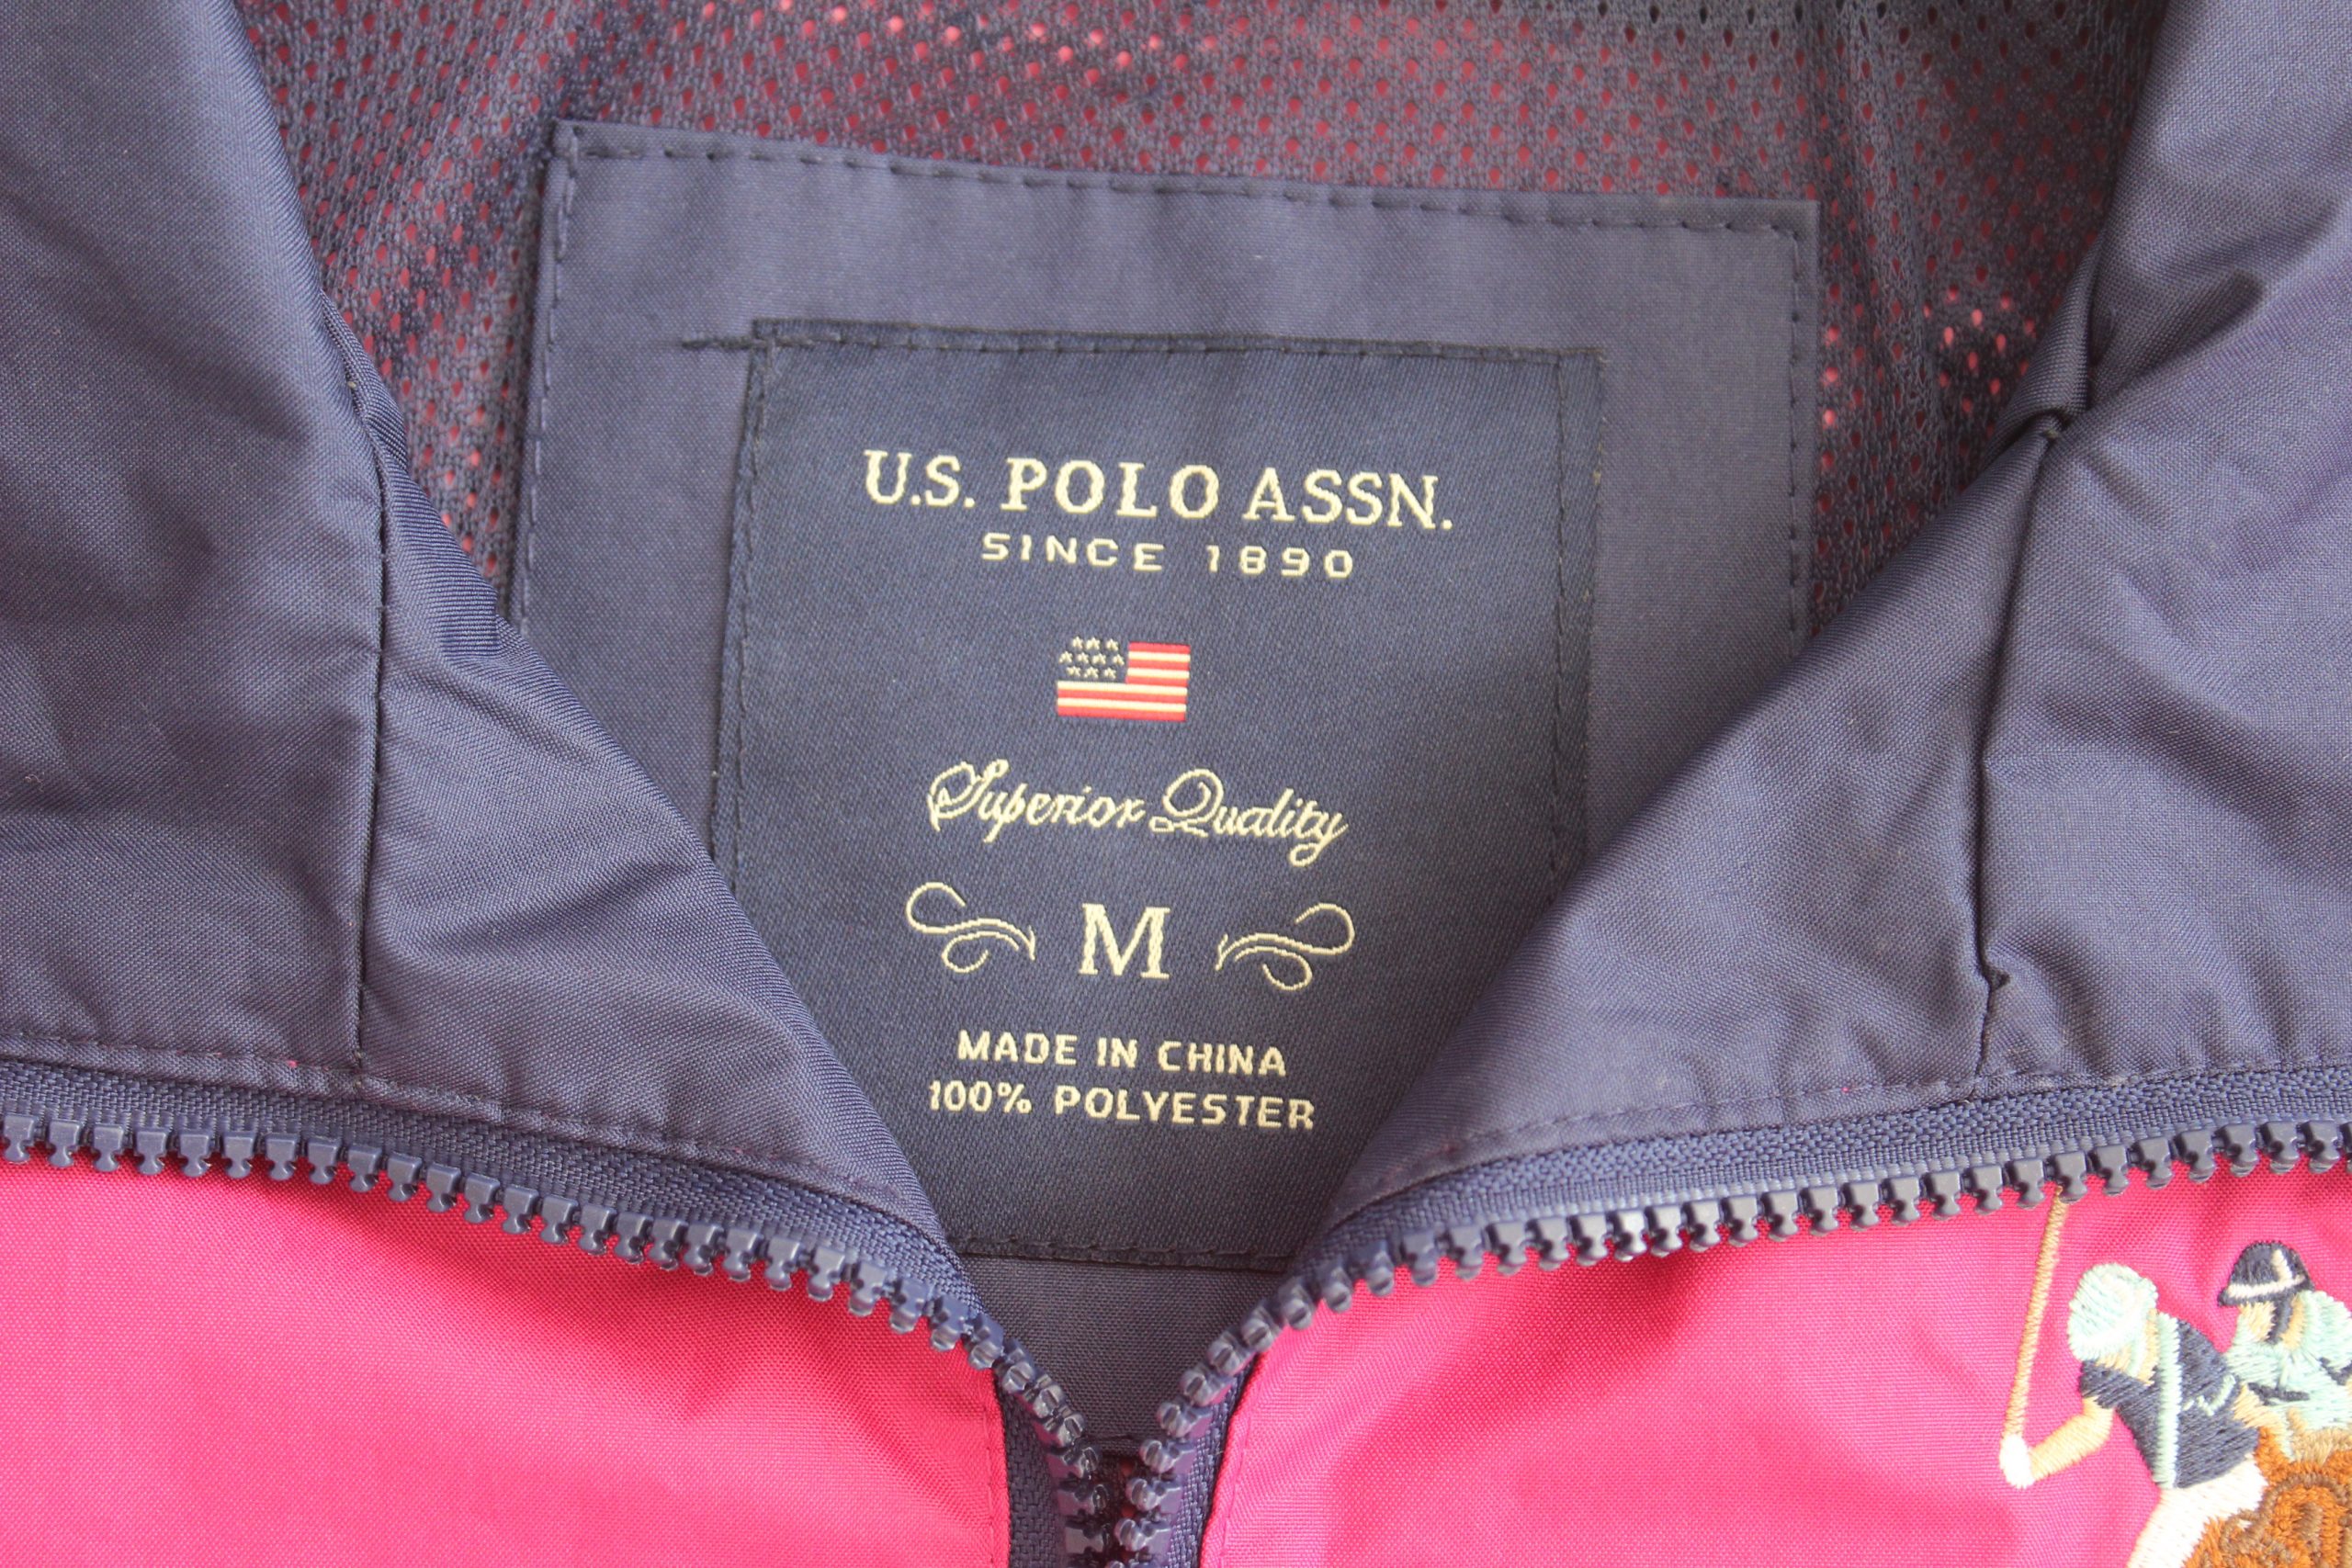 U.S. POLO ASSN.
SINCE 1890
Superior Quality
M
MADE IN CHINA
100% POLYESTER